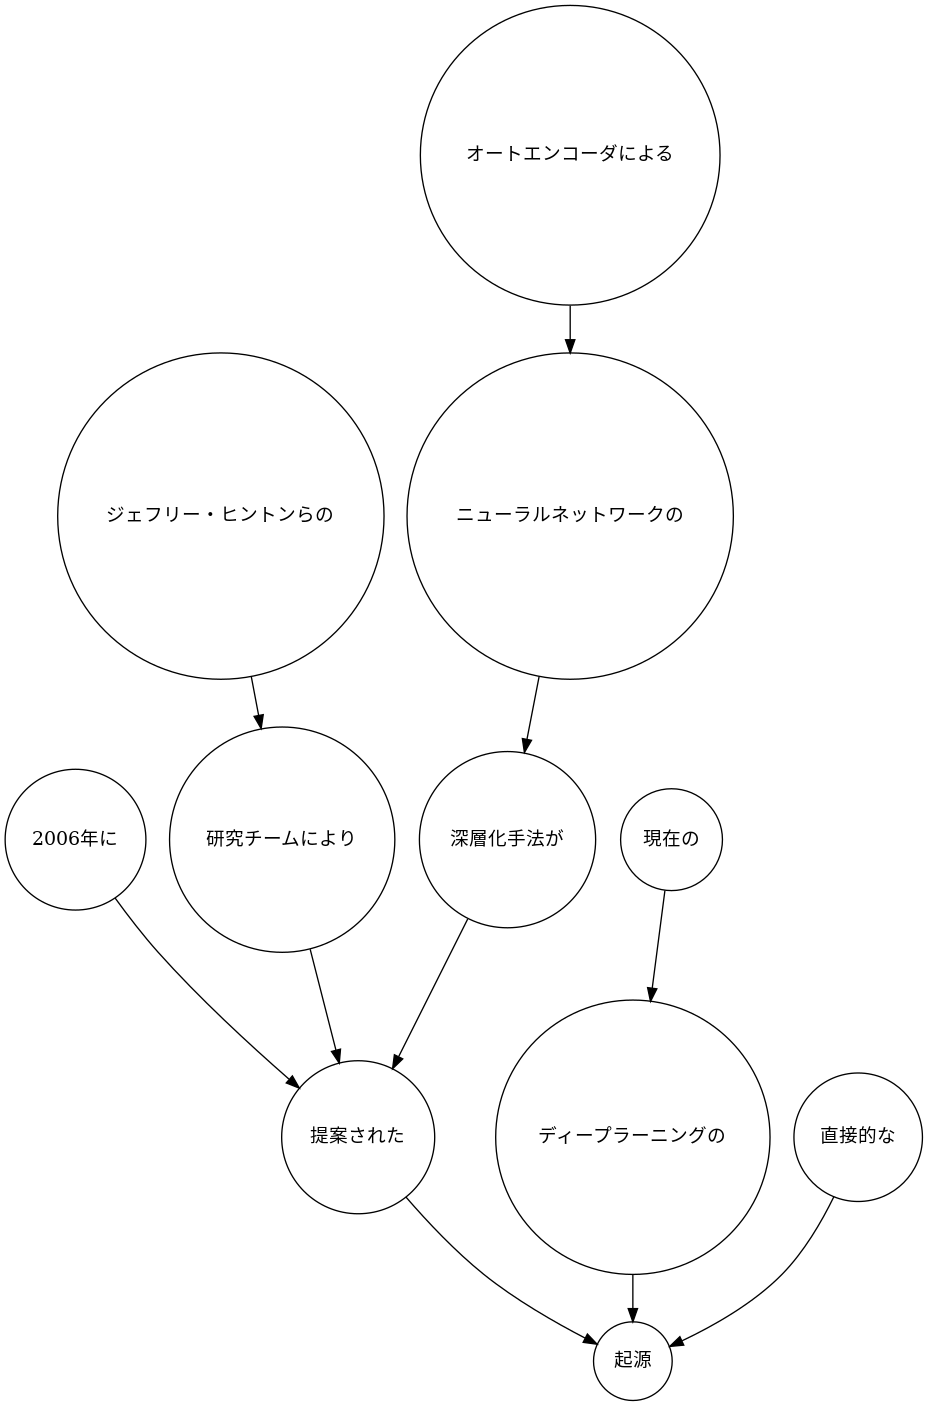 オートエンコーダによる
ジェフリー・ヒントンらの
ニューラルネットワークの
2006年に
研究チームにより
深層化手法が
現在の
提案された
ディープラーニングの
直接的な
起源